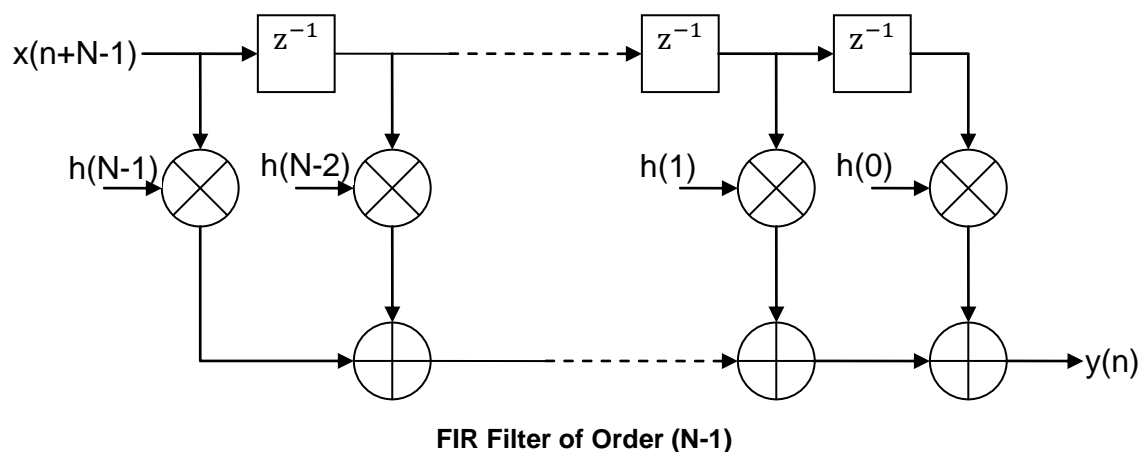 x(n+N-1)
z⁻¹
z⁻¹
z⁻¹
h(N-1)
h(N-2)
h(1)
h(0)
y(n)
FIR Filter of Order (N-1)